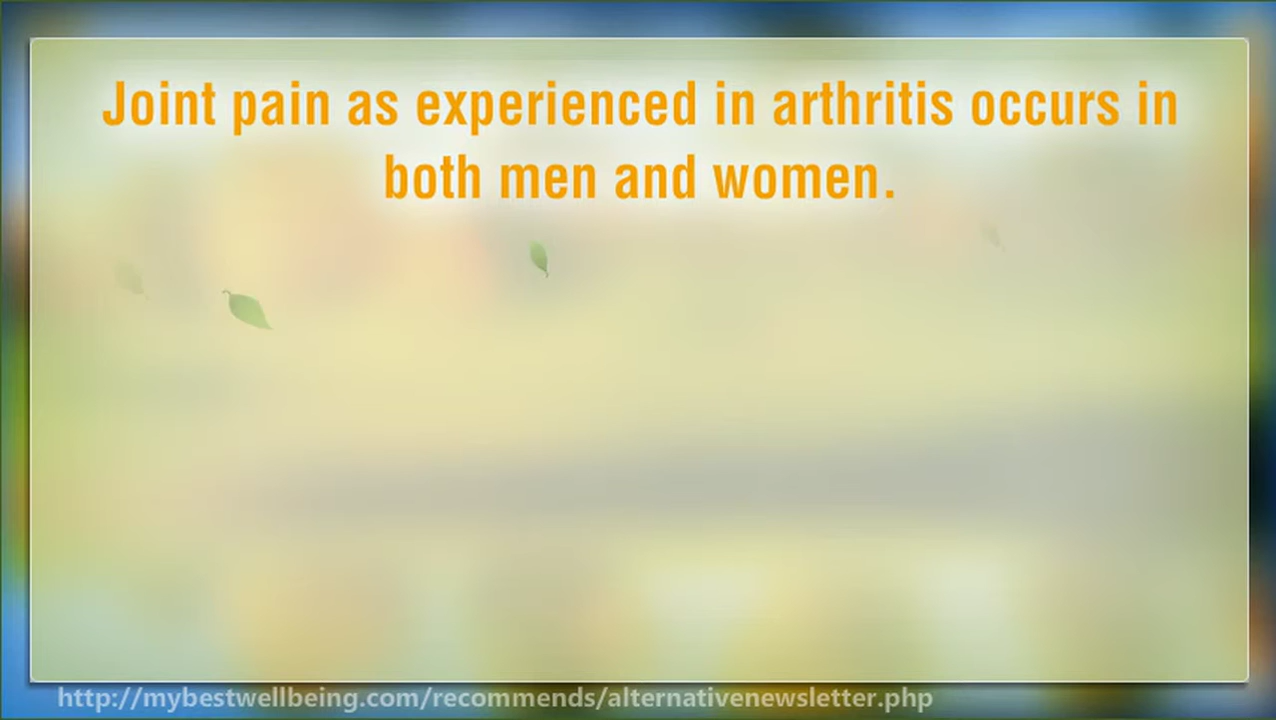 Joint pain as experienced in arthritis occurs in
both men and women.
http://mybestwellbeing.com/recommends/alternativenewsletter.php